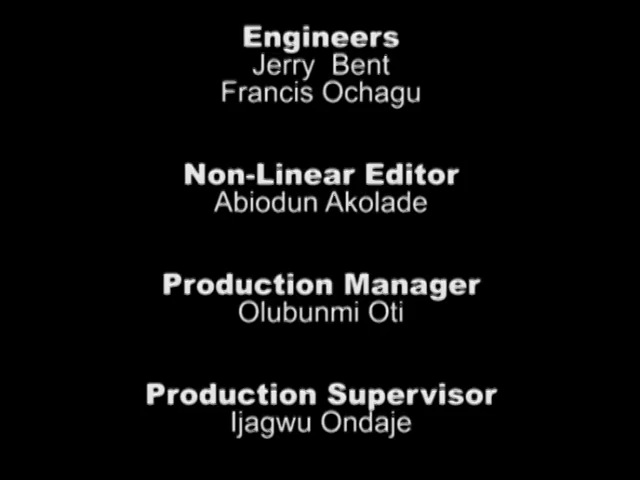 Engineers
Jerry  Bent
Francis Ochagu
Non-Linear Editor
Abiodun Akolade
Production Manager
Olubunmi Oti
Production Supervisor
Ijagwu Ondaje